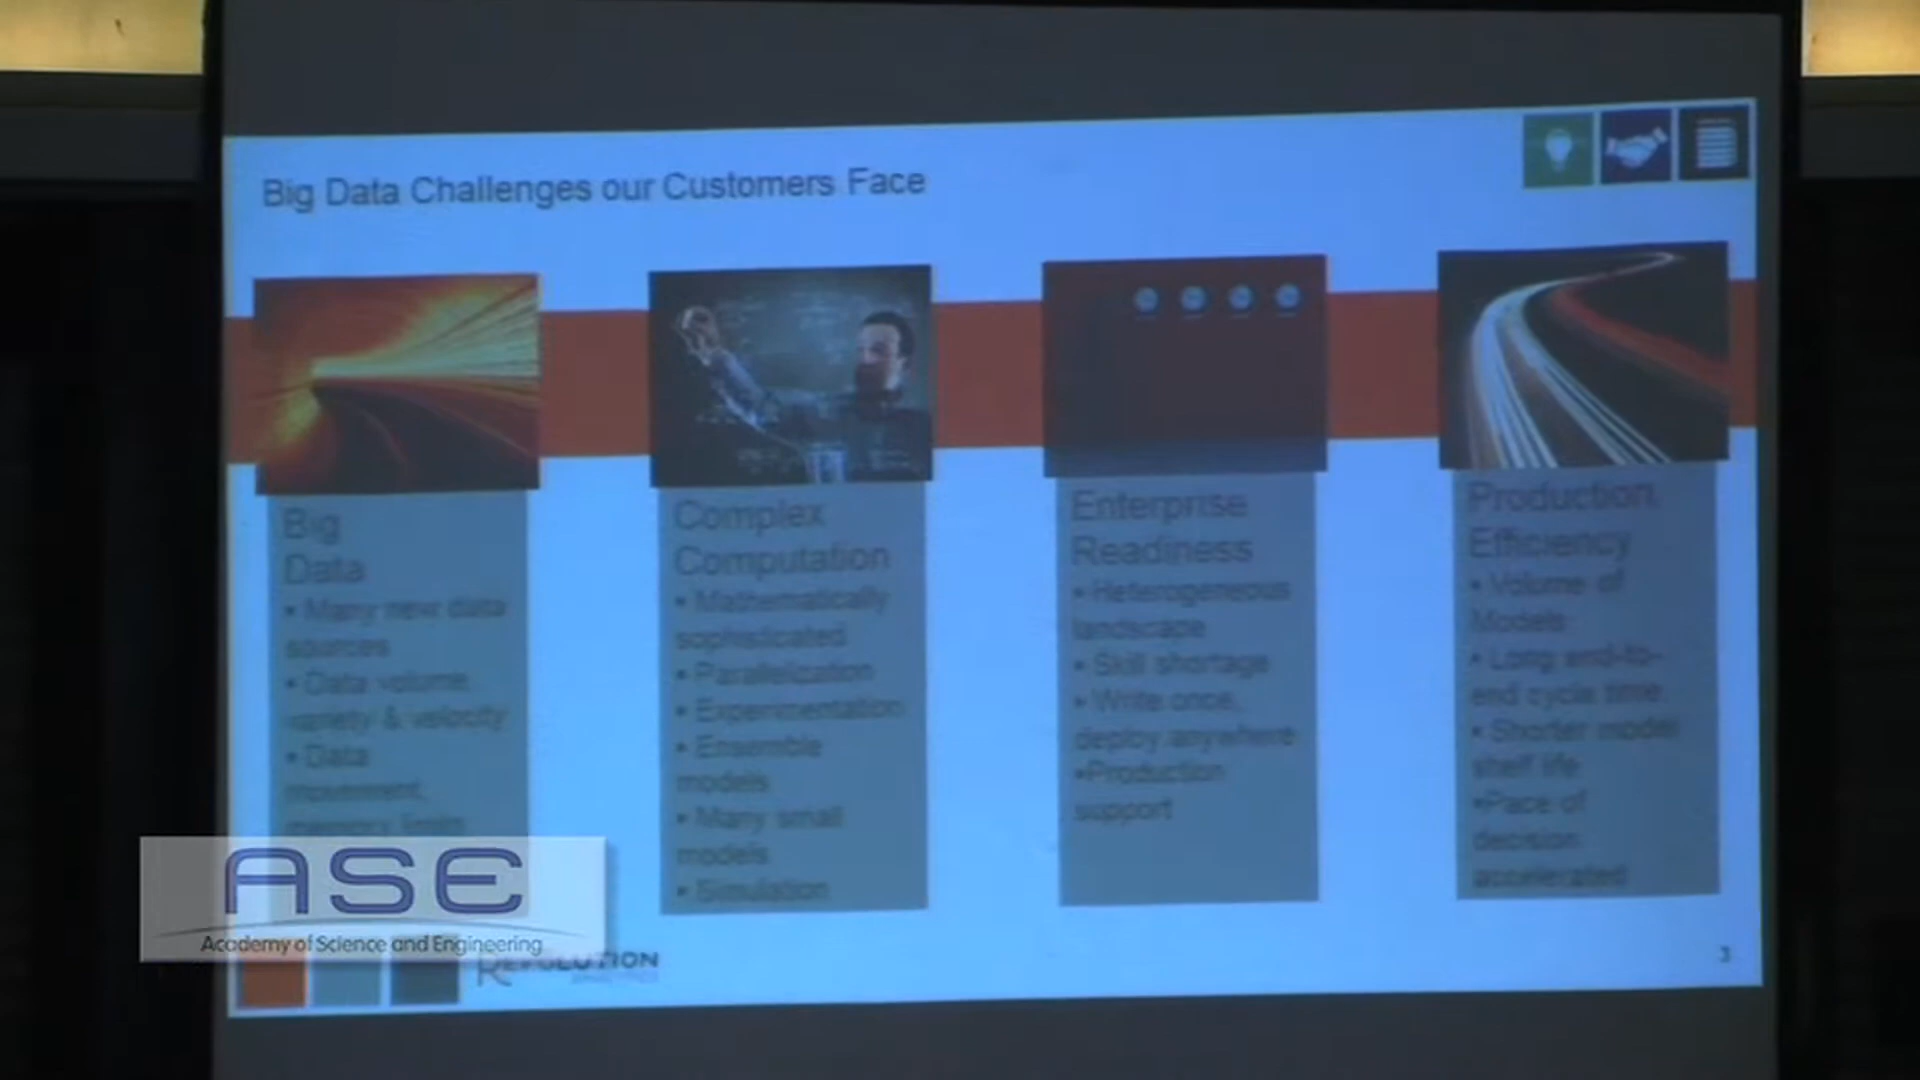 Big Data Challenges our Customers Face
Big
Data
• Many new data
sources
• Data volume,
variety & velocity
• Data
movement,
memory limits
Complex
Computation
• Mathematically
sophisticated
• Parallelization
• Experimentation
• Ensemble
models
• Many small
models
• Simulation
Enterprise
Readiness
• Heterogeneous
landscape
• Skill shortage
• Write once,
deploy anywhere
•Production
support
Production
Efficiency
• Volume of
Models
• Long end-to-
end cycle time
• Shorter model
shelf life
•Pace of
decision
accelerated
ASE
Academy of Science and Engineering
REVOLUTION
3